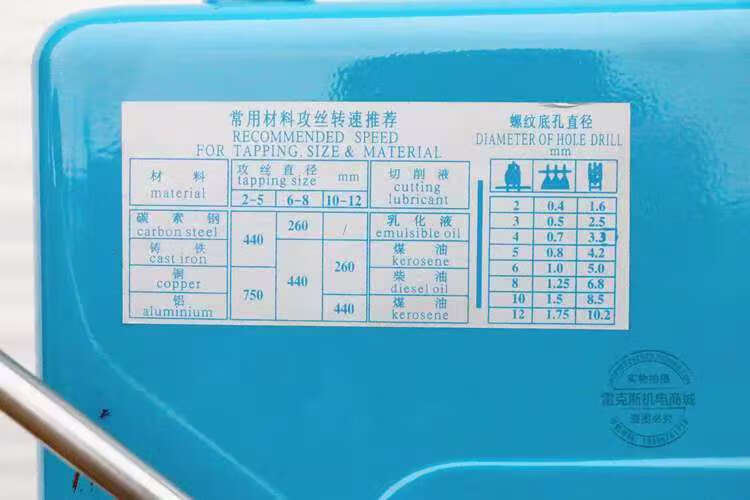 常用材料攻丝转速推荐
RECOMMENDED SPEED
FOR TAPPING. SIZE & MATERIAL
材料 攻丝直径 mm 切削液
material tapping size cutting
2-5 6-8 10-12 lubricant
碳素钢 440 260 / 乳化液
carbon steel emulsible oil
铸铁 440 260 煤油
cast iron kerosene
铜 750 柴油
copper diesel oil
铝 440 煤油
aluminium kerosene
螺纹底孔直径
DIAMETER OF HOLE DRILL
mm
2 0.4 1.6
3 0.5 2.5
4 0.7 3.3
5 0.8 4.2
6 1.0 5.0
8 1.25 6.8
10 1.5 8.5
12 1.75 10.2
实物拍摄
雷克斯机电商城
盗图必究